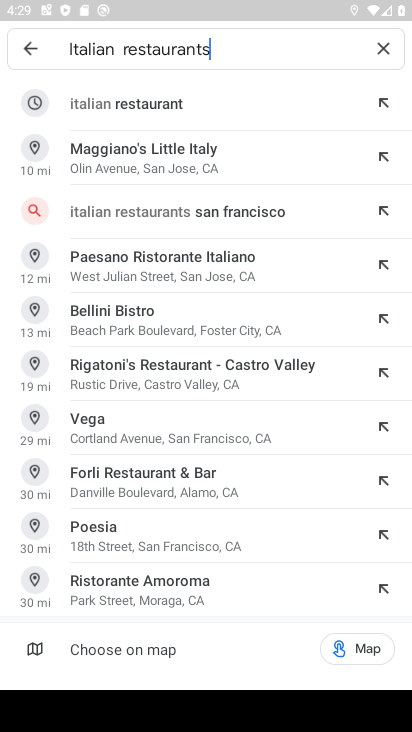 4:29
Italian  restaurants
italian restaurant
Maggiano's Little Italy
10 mi Olin Avenue, San Jose, CA
italian restaurants san francisco
Paesano Ristorante Italiano
12 mi West Julian Street, San Jose, CA
Bellini Bistro
13 mi Beach Park Boulevard, Foster City, CA
Rigatoni's Restaurant - Castro Valley
19 mi Rustic Drive, Castro Valley, CA
Vega
29 mi Cortland Avenue, San Francisco, CA
Forli Restaurant & Bar
30 mi Danville Boulevard, Alamo, CA
Poesia
30 mi 18th Street, San Francisco, CA
Ristorante Amoroma
30 mi Park Street, Moraga, CA
Choose on map Map